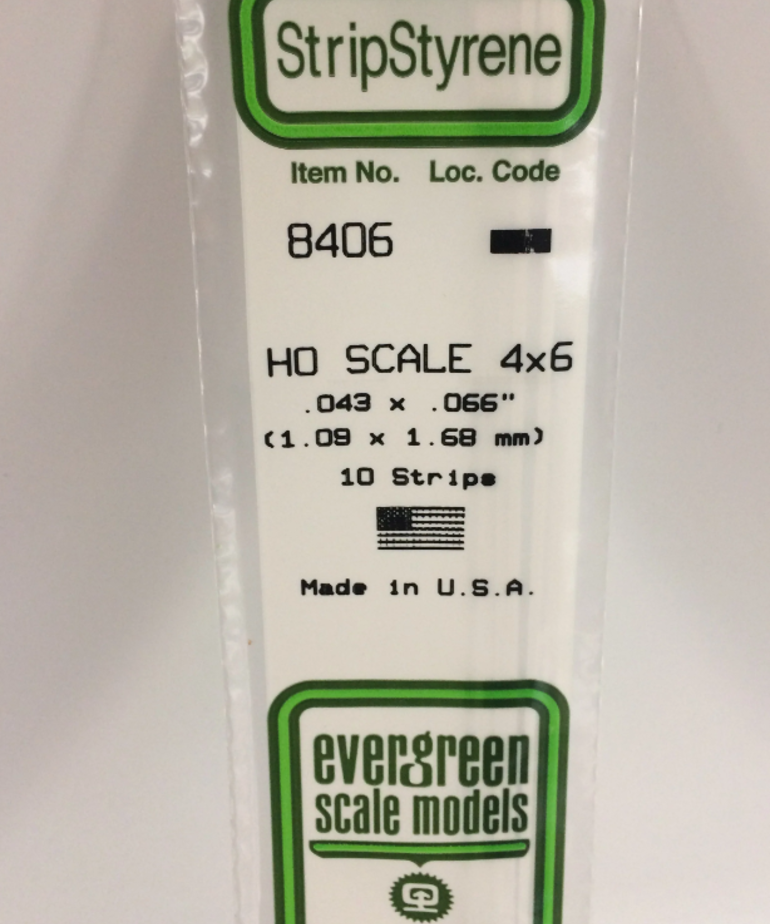 StripStyrene
Item No. Loc. Code
8406
HO SCALE 4x6
.043 x .066"
(1.09 x 1.68 mm)
10 Strips
Made in U.S.A.
evergreen
scale models